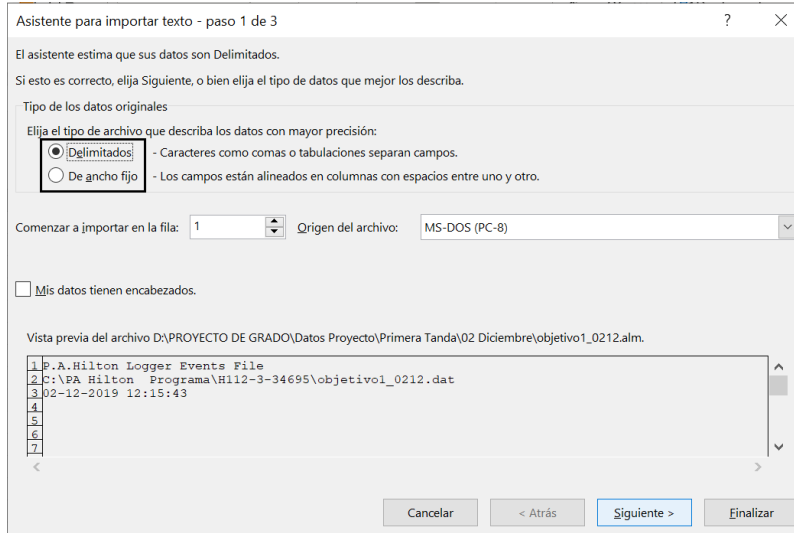 Asistente para importar texto - paso 1 de 3 ? ×
El asistente estima que sus datos son Delimitados.
Si esto es correcto, elija Siguiente, o bien elija el tipo de datos que mejor los describa.
Tipo de los datos originales
Elija el tipo de archivo que describa los datos con mayor precisión:
Delimitados - Caracteres como comas o tabulaciones separan campos.
De ancho fijo - Los campos están alineados en columnas con espacios entre uno y otro.
Comenzar a importar en la fila: 1 Origen del archivo: MS-DOS (PC-8)
Mis datos tienen encabezados.
Vista previa del archivo D:\PROYECTO DE GRADO\Datos Proyecto\Primera Tanda\02 Diciembre\objetivo1_0212.alm.
1 P.A.Hilton Logger Events File
2 C:\PA Hilton  Programa\H112-3-34695\objetivo1_0212.dat
3 02-12-2019 12:15:43
4
5
6
7
Cancelar < Atrás Siguiente > Finalizar